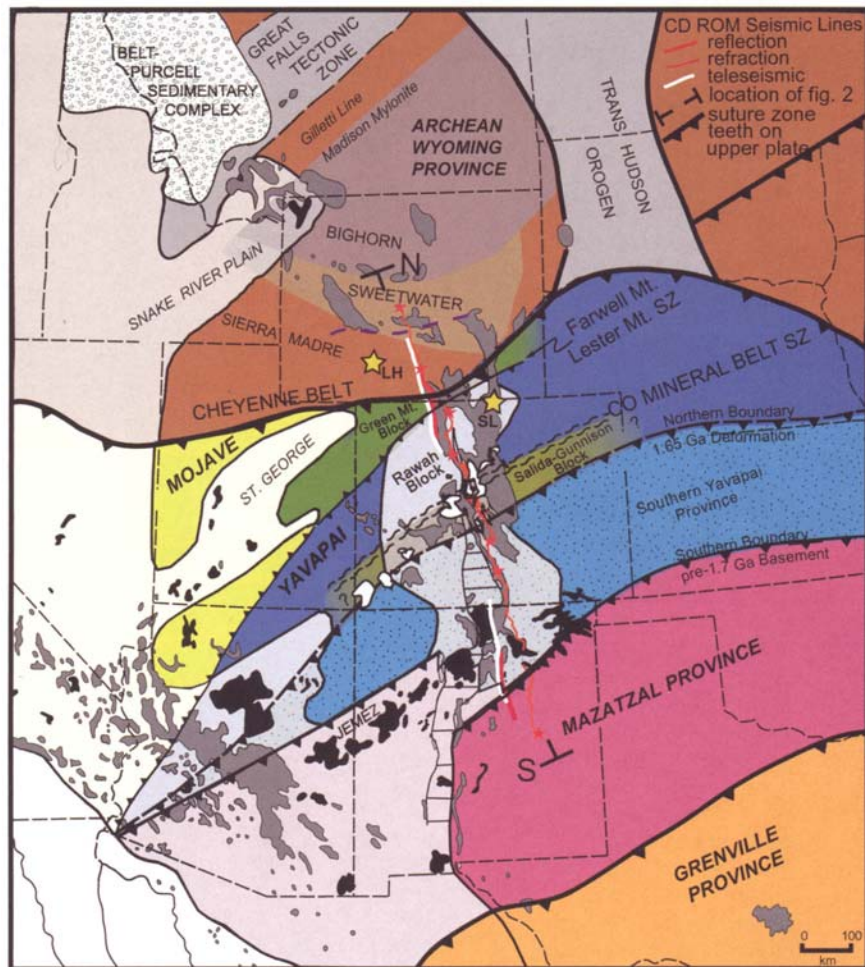 BELT-
PURCELL
SEDIMENTARY
COMPLEX
GREAT
FALLS
TECTONIC
ZONE
Gilletti Line
Madison Mylonite
ARCHEAN
WYOMING
PROVINCE
TRANS
HUDSON
OROGEN
CD ROM Seismic Lines
reflection
refraction
teleseismic
location of fig. 2
suture zone
teeth on
upper plate
BIGHORN
N
SNAKE RIVER PLAIN
SWEETWATER
SIERRA MADRE
LH
CHEYENNE BELT
Farwell Mt.
Lester Mt. SZ
CO MINERAL BELT SZ
SL
Green Mt.
Block
MOJAVE
ST. GEORGE
Rawah
Block
Salida-Gunnison
Block
?
Northern Boundary
1.65 Ga Deformation
YAVAPAI
?
Southern Yavapai
Province
Southern Boundary
pre-1.7 Ga Basement
JEMEZ
MAZATZAL PROVINCE
S
GRENVILLE
PROVINCE
0 100
km